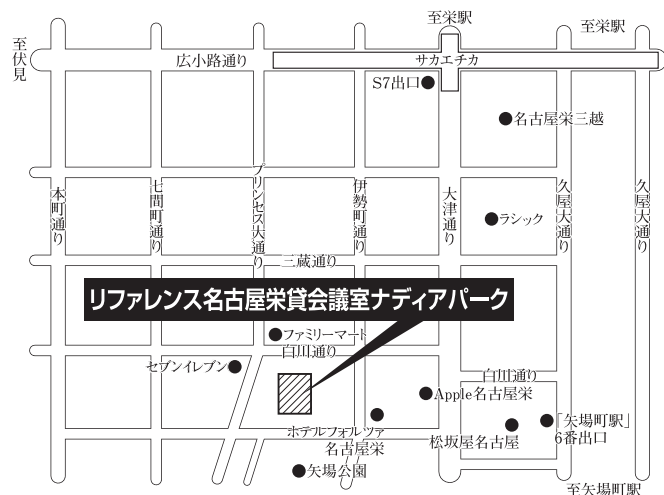 至栄駅
至栄駅
至伏見
広小路通り
サカエチカ
S7出口
名古屋栄三越
本町通り
七間町通り
プリンセス大通り
伊勢町通り
大津通り
久屋大通り
久屋大通り
ラシック
三蔵通り
リファレンス名古屋栄貸会議室ナディアパーク
ファミリーマート
白川通り
セブンイレブン
白川通り
Apple名古屋栄
ホテルフォルツァ
名古屋栄
松坂屋名古屋
「矢場町駅」
6番出口
矢場公園
至矢場町駅